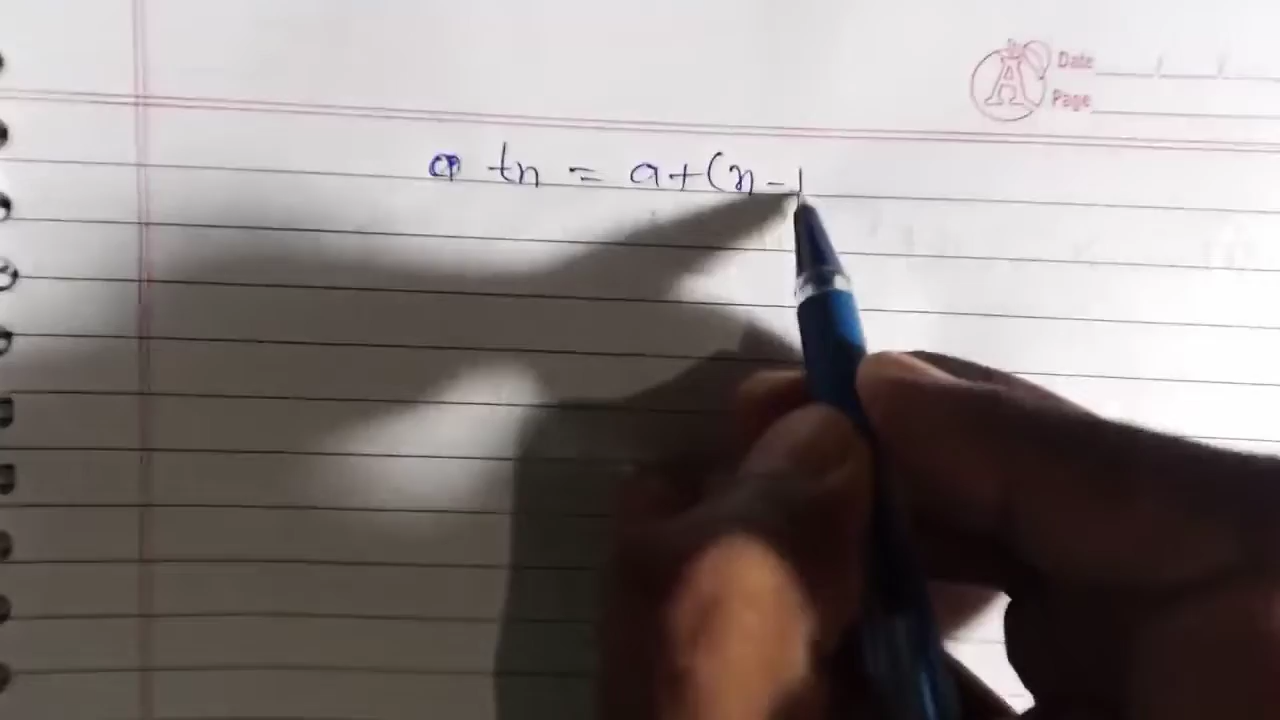 A Date
Page
tn = a+(n-1